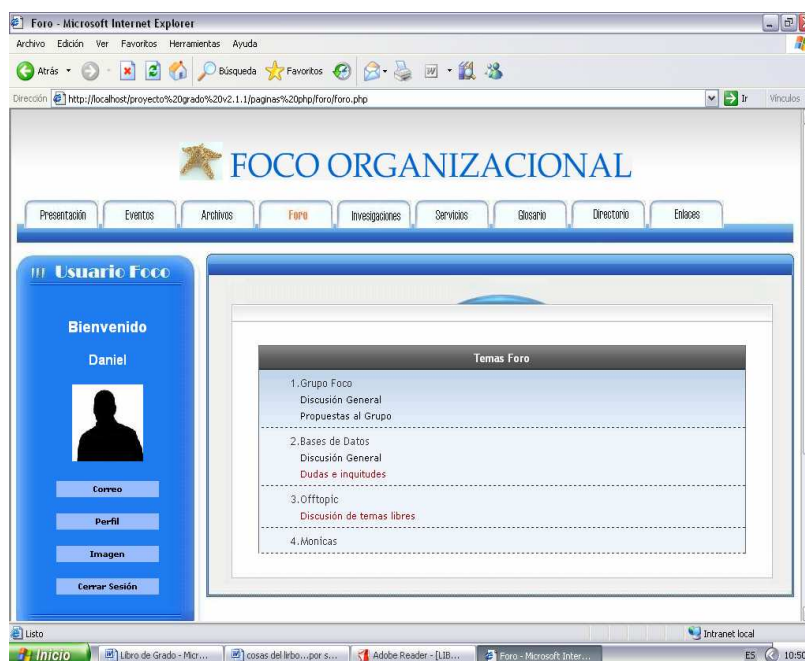 Foro - Microsoft Internet Explorer
Archivo Edición Ver Favoritos Herramientas Ayuda
Atrás Búsqueda Favoritos
Dirección http://localhost/proyecto%20grado%20v2.1.1/paginas%20php/foro/foro.php Ir Vínculos
FOCO ORGANIZACIONAL
Presentación Eventos Archivos Foro Invesigaciones Servicios Glosario Directorio Enlaces
Usuario Foco
Bienvenido
Daniel
Correo
Perfil
Imagen
Cerrar Sesión
Temas Foro
1.Grupo Foco
Discusión General
Propuestas al Grupo
2.Bases de Datos
Discusión General
Dudas e inquitudes
3.Offtopic
Discusión de temas libres
4.Monicas
Listo Intranet local
Inicio Libro de Grado - Micr... cosas del lirbo...por s... Adobe Reader - [LIB... Foro - Microsoft Inter... ES 10:50